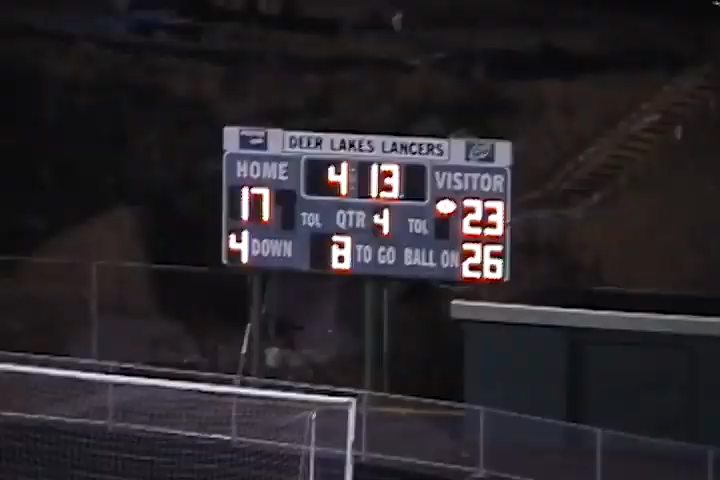 DEER LAKES LANCERS
HOME 4:13 VISITOR
17 TOL QTR 4 TOL 23
4 DOWN 8 TO GO BALL ON 26